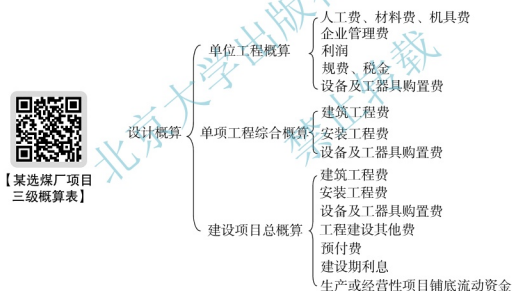 人工费、材料费、机具费
企业管理费
单位工程概算
利润
规费、税金
设备及工器具购置费
建筑工程费
设计概算
单项工程综合概算
安装工程费
设备及工器具购置费
【某选煤厂项目
三级概算表】
建筑工程费
安装工程费
设备及工器具购置费
建设项目总概算
工程建设其他费
预付费
建设期利息
生产或经营性项目铺底流动资金
北京大学出版
禁止转载